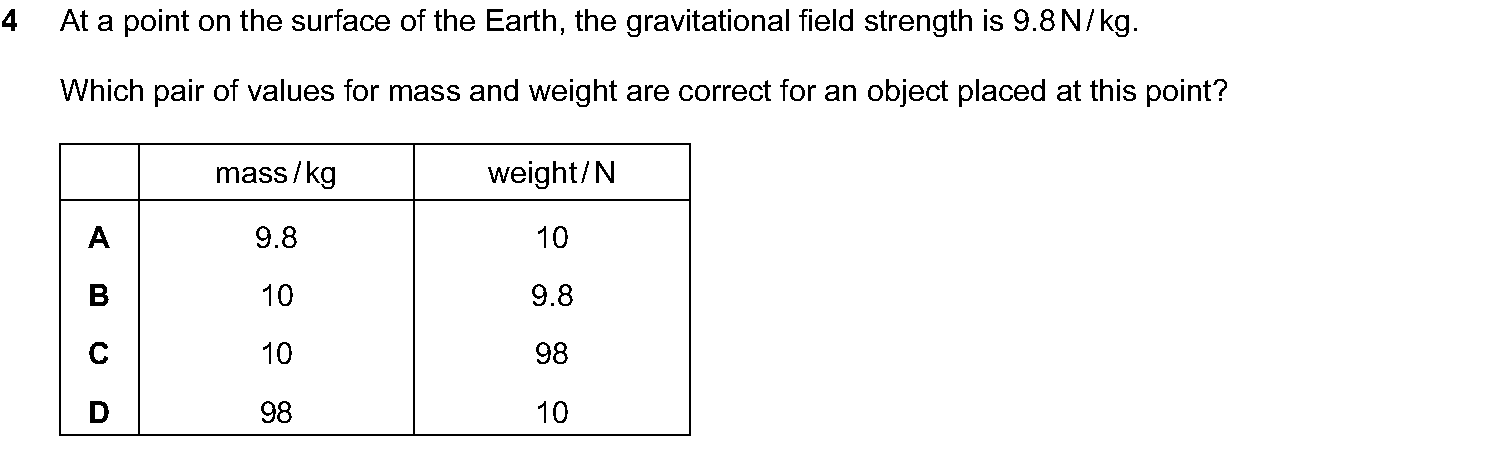 4 At a point on the surface of the Earth, the gravitational field strength is 9.8 N / kg.
Which pair of values for mass and weight are correct for an object placed at this point?
mass / kg weight / N
A 9.8 10
B 10 9.8
C 10 98
D 98 10